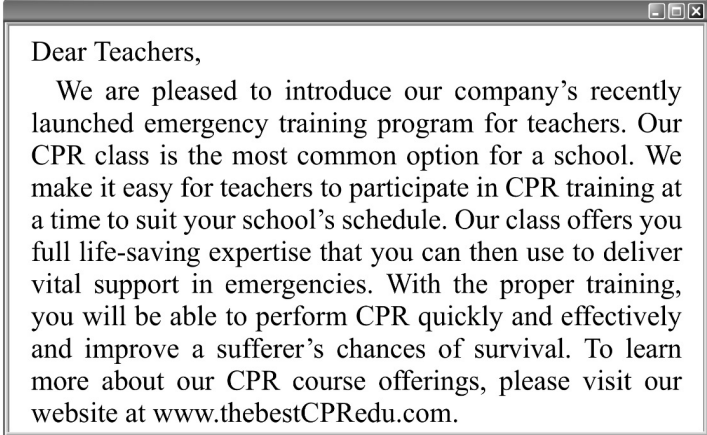 Dear Teachers,
We are pleased to introduce our company’s recently
launched emergency training program for teachers. Our
CPR class is the most common option for a school. We
make it easy for teachers to participate in CPR training at
a time to suit your school’s schedule. Our class offers you
full life-saving expertise that you can then use to deliver
vital support in emergencies. With the proper training,
you will be able to perform CPR quickly and effectively
and improve a sufferer’s chances of survival. To learn
more about our CPR course offerings, please visit our
website at www.thebestCPRedu.com.